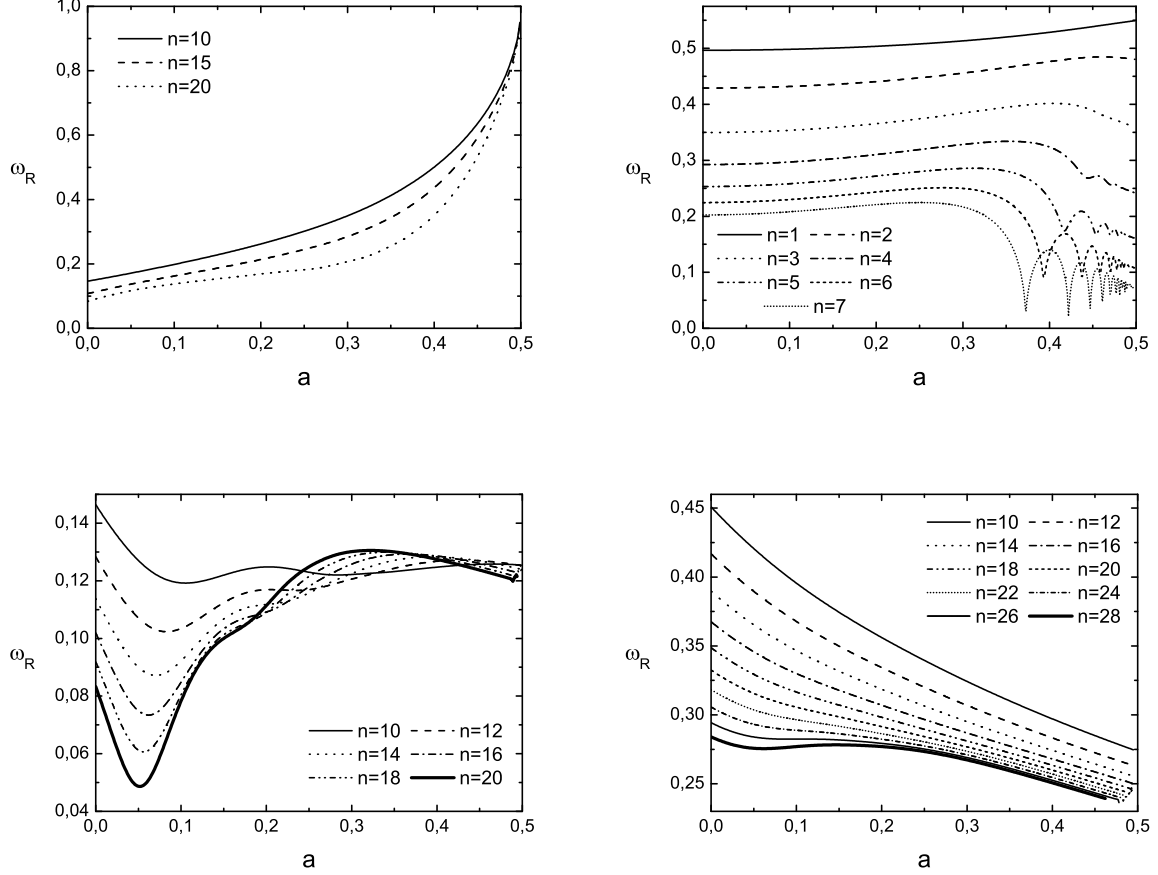 1,0
0,8
0,6
0,4
0,2
0,0
ω_R
n=10
n=15
n=20
0,0 0,1 0,2 0,3 0,4 0,5
a
0,5
0,4
0,3
0,2
0,1
0,0
ω_R
n=1 n=2
n=3 n=4
n=5 n=6
n=7
0,0 0,1 0,2 0,3 0,4 0,5
a
0,14
0,12
0,10
0,08
0,06
0,04
ω_R
n=10 n=12
n=14 n=16
n=18 n=20
0,0 0,1 0,2 0,3 0,4 0,5
a
0,45
0,40
0,35
0,30
0,25
ω_R
n=10 n=12
n=14 n=16
n=18 n=20
n=22 n=24
n=26 n=28
0,0 0,1 0,2 0,3 0,4 0,5
a